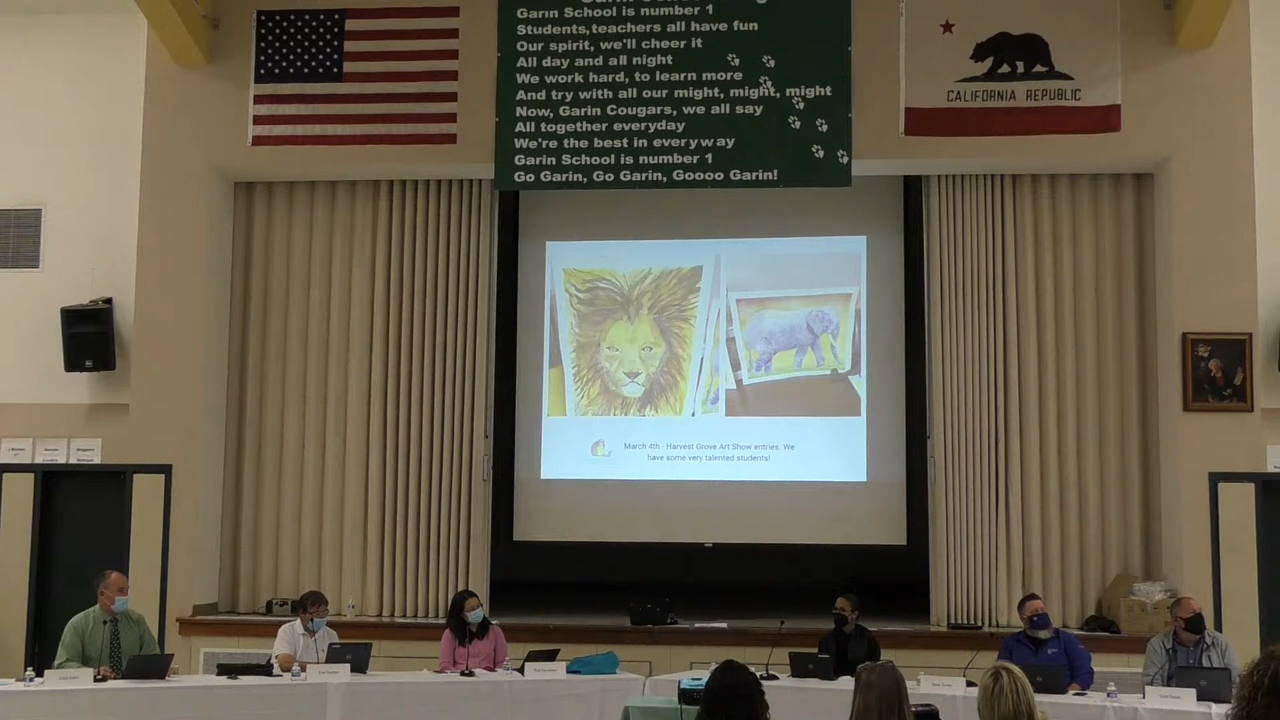 Garin School is number 1
Students,teachers all have fun
Our spirit, we'll cheer it
All day and all night
We work hard, to learn more
And try with all our might, might, might
Now, Garin Cougars, we all say
All together everyday
We're the best in everyway
Garin School is number 1
Go Garin, Go Garin, Goooo Garin!
CALIFORNIA REPUBLIC
March 4th - Harvest Grove Art Show entries. We
have some very talented students!